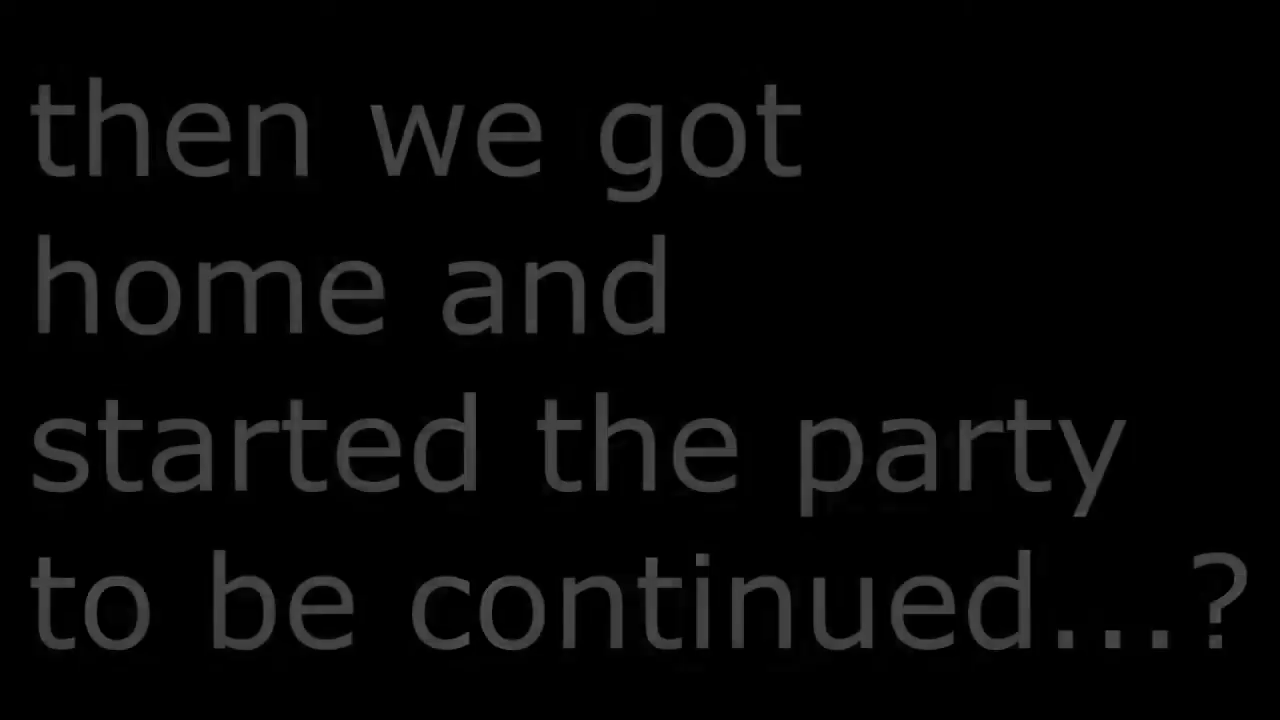 then we got
home and
started the party
to be continued...?